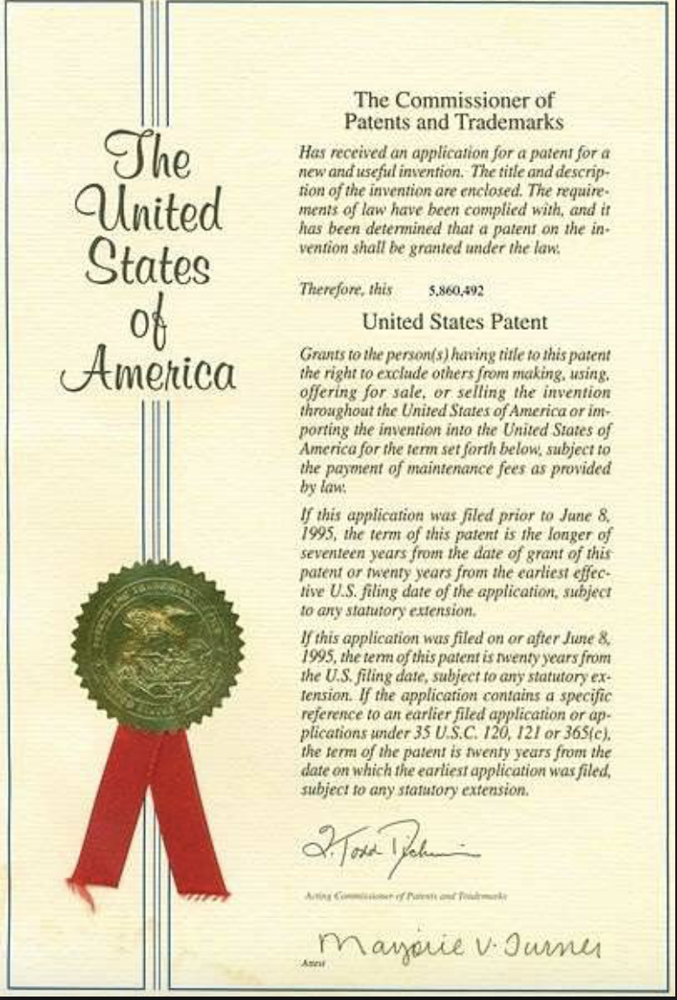 The
United
States
of
America
The Commissioner of
Patents and Trademarks
Has received an application for a patent for a
new and useful invention. The title and descrip-
tion of the invention are enclosed. The require-
ments of law have been complied with, and it
has been determined that a patent on the in-
vention shall be granted under the law.
Therefore, this 5,860,492
United States Patent
Grants to the person(s) having title to this patent
the right to exclude others from making, using,
offering for sale, or selling the invention
throughout the United States of America or im-
porting the invention into the United States of
America for the term set forth below, subject to
the payment of maintenance fees as provided
by law.
If this application was filed prior to June 8,
1995, the term of this patent is the longer of
seventeen years from the date of grant of this
patent or twenty years from the earliest effec-
tive U.S. filing date of the application, subject
to any statutory extension.
If this application was filed on or after June 8,
1995, the term of this patent is twenty years from
the U.S. filing date, subject to any statutory ex-
tension. If the application contains a specific
reference to an earlier filed application or ap-
plications under 35 U.S.C. 120, 121 or 365(c),
the term of the patent is twenty years from the
date on which the earliest application was filed,
subject to any statutory extension.
Q. Todd
Acting Commissioner of Patents and Trademarks
Marjorie V. Turner
Attest